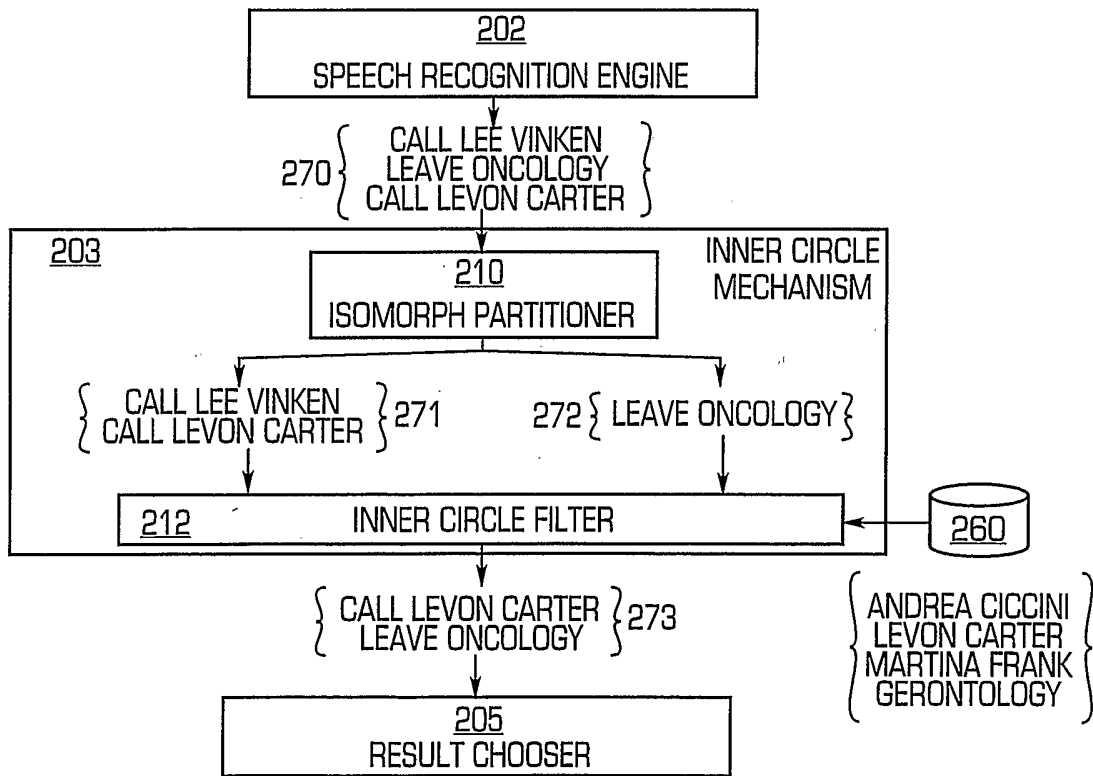 202
SPEECH RECOGNITION ENGINE
270
CALL LEE VINKEN
LEAVE ONCOLOGY
CALL LEVON CARTER
203
INNER CIRCLE
MECHANISM
210
ISOMORPH PARTITIONER
CALL LEE VINKEN
CALL LEVON CARTER
271
272
LEAVE ONCOLOGY
212
INNER CIRCLE FILTER
260
CALL LEVON CARTER
LEAVE ONCOLOGY
273
ANDREA CICCINI
LEVON CARTER
MARTINA FRANK
GERONTOLOGY
205
RESULT CHOOSER